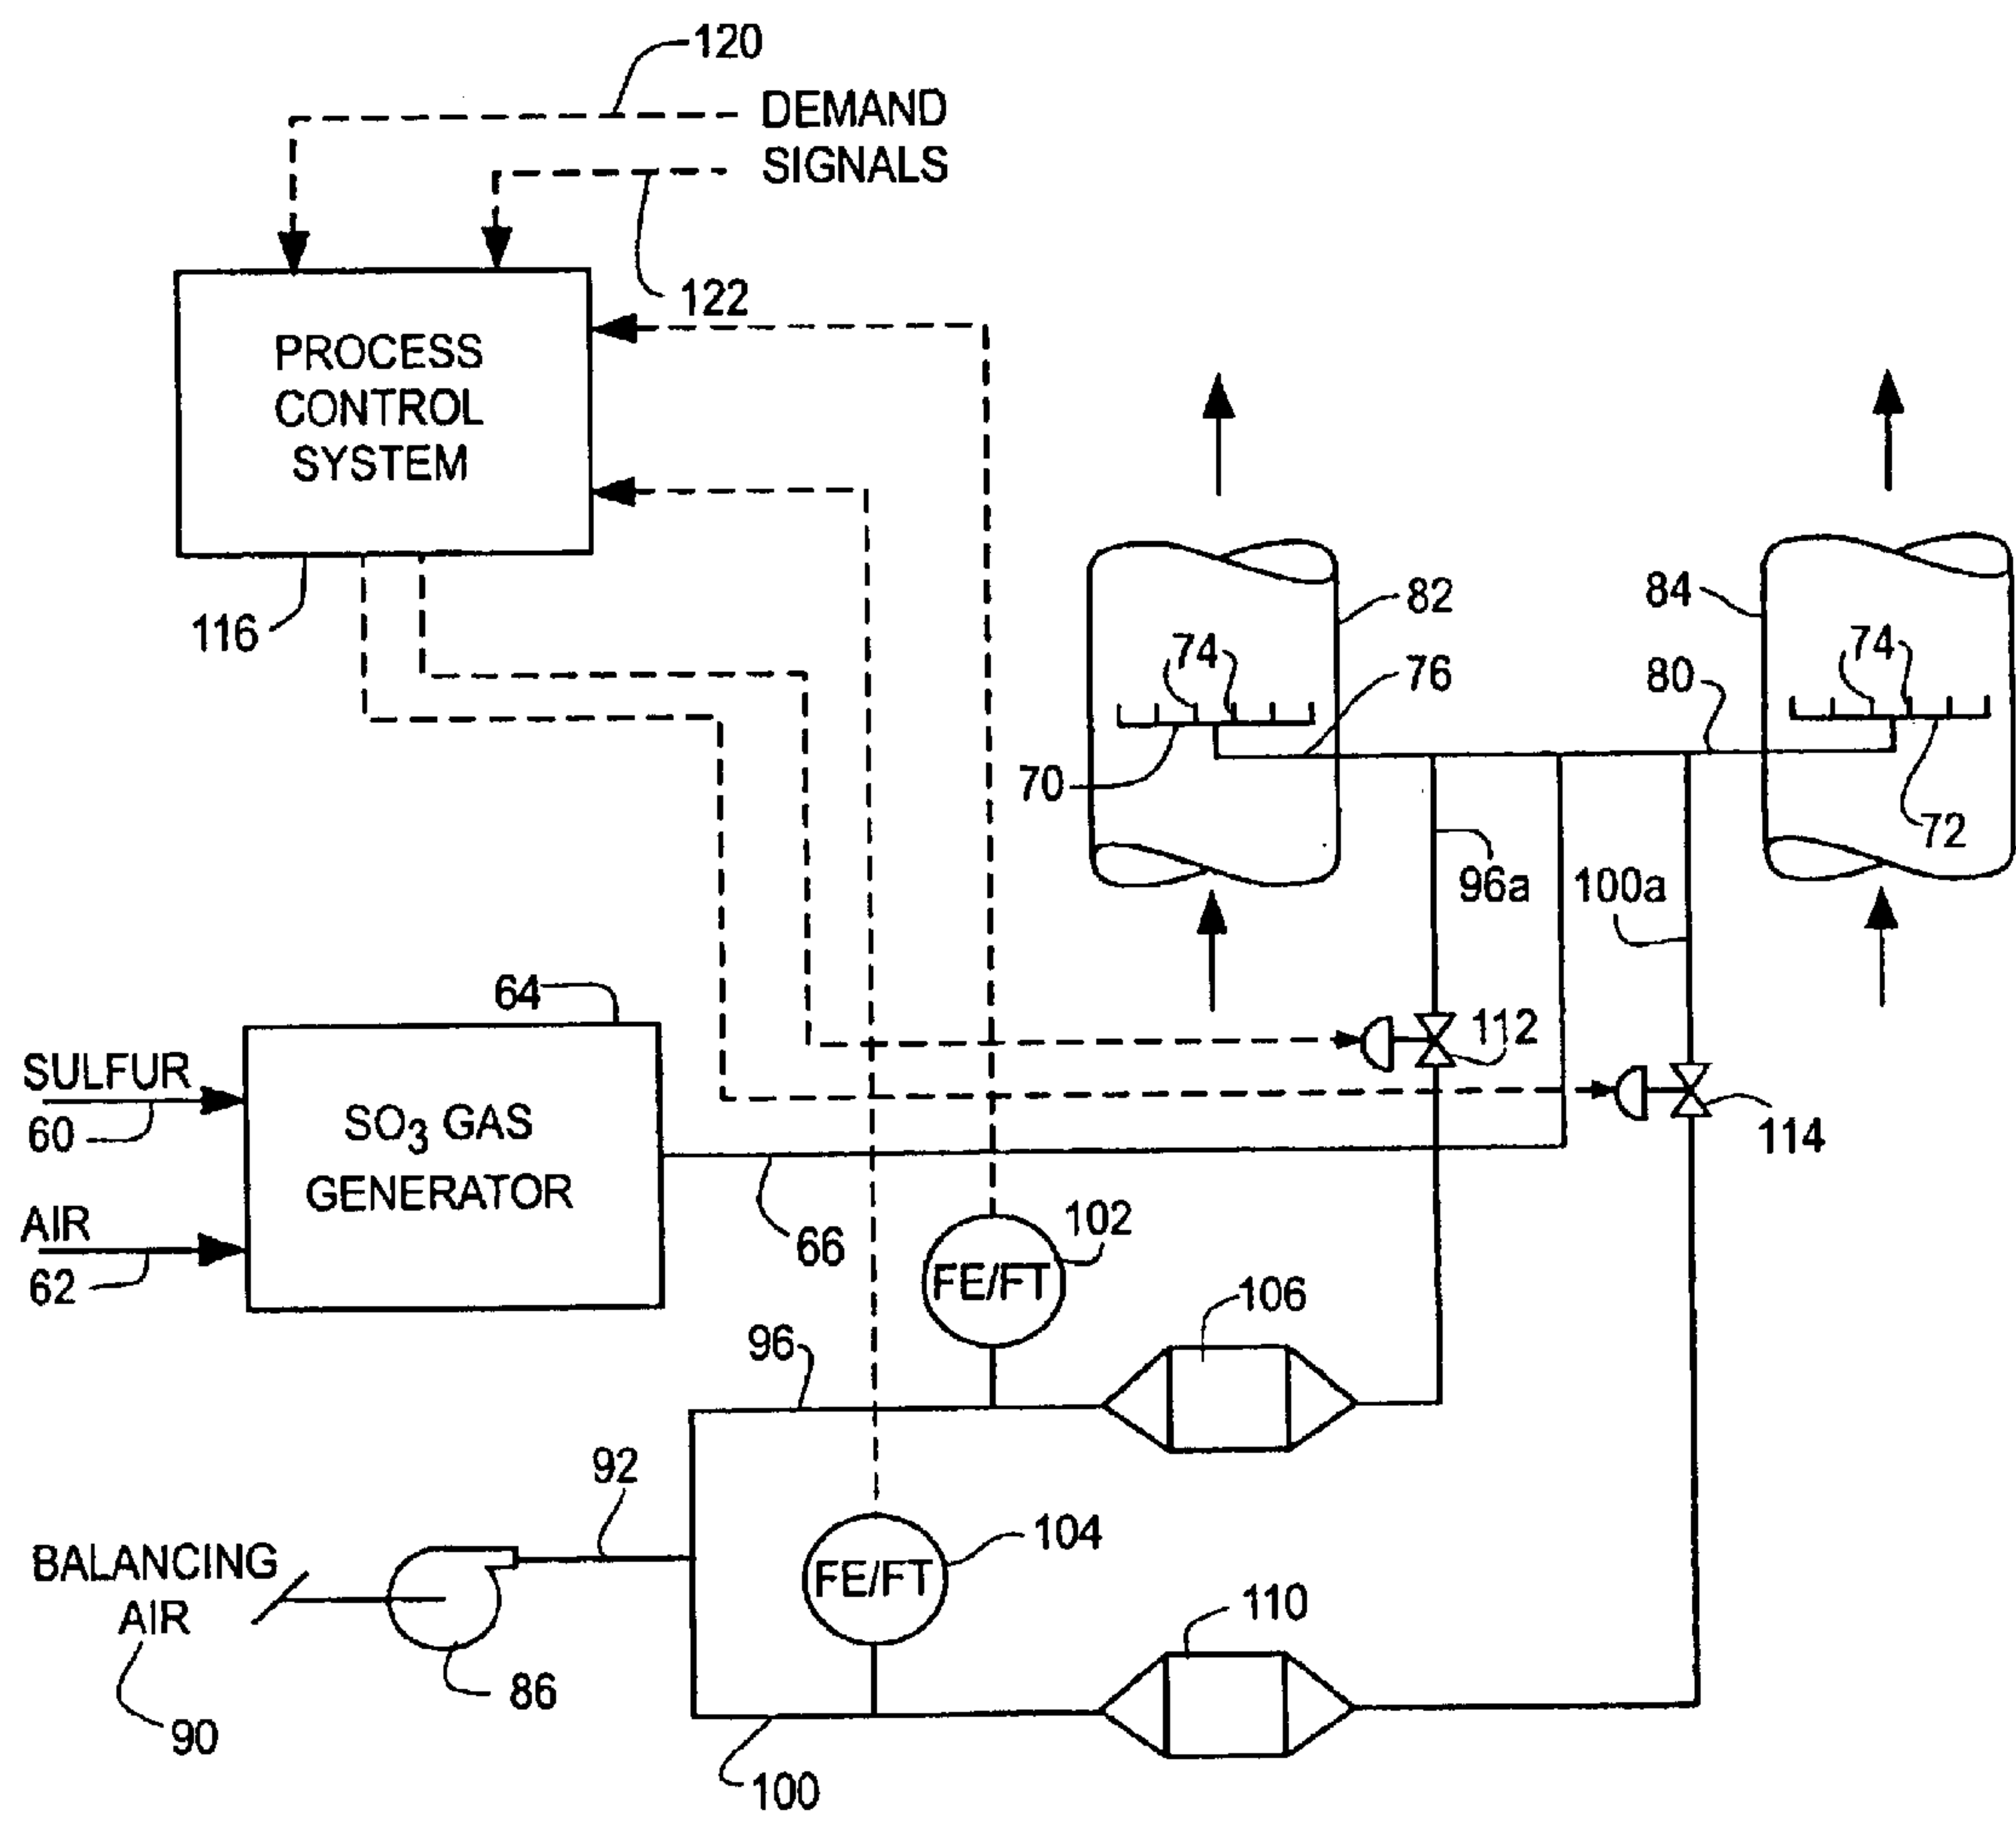 120
DEMAND
SIGNALS
122
PROCESS
CONTROL
SYSTEM
116
82
84
74
74
76
80
70
72
96a
100a
64
112
SULFUR
60
SO3 GAS
GENERATOR
114
AIR
62
66
102
FE/FT
106
96
92
104
FE/FT
BALANCING
AIR
110
86
90
100